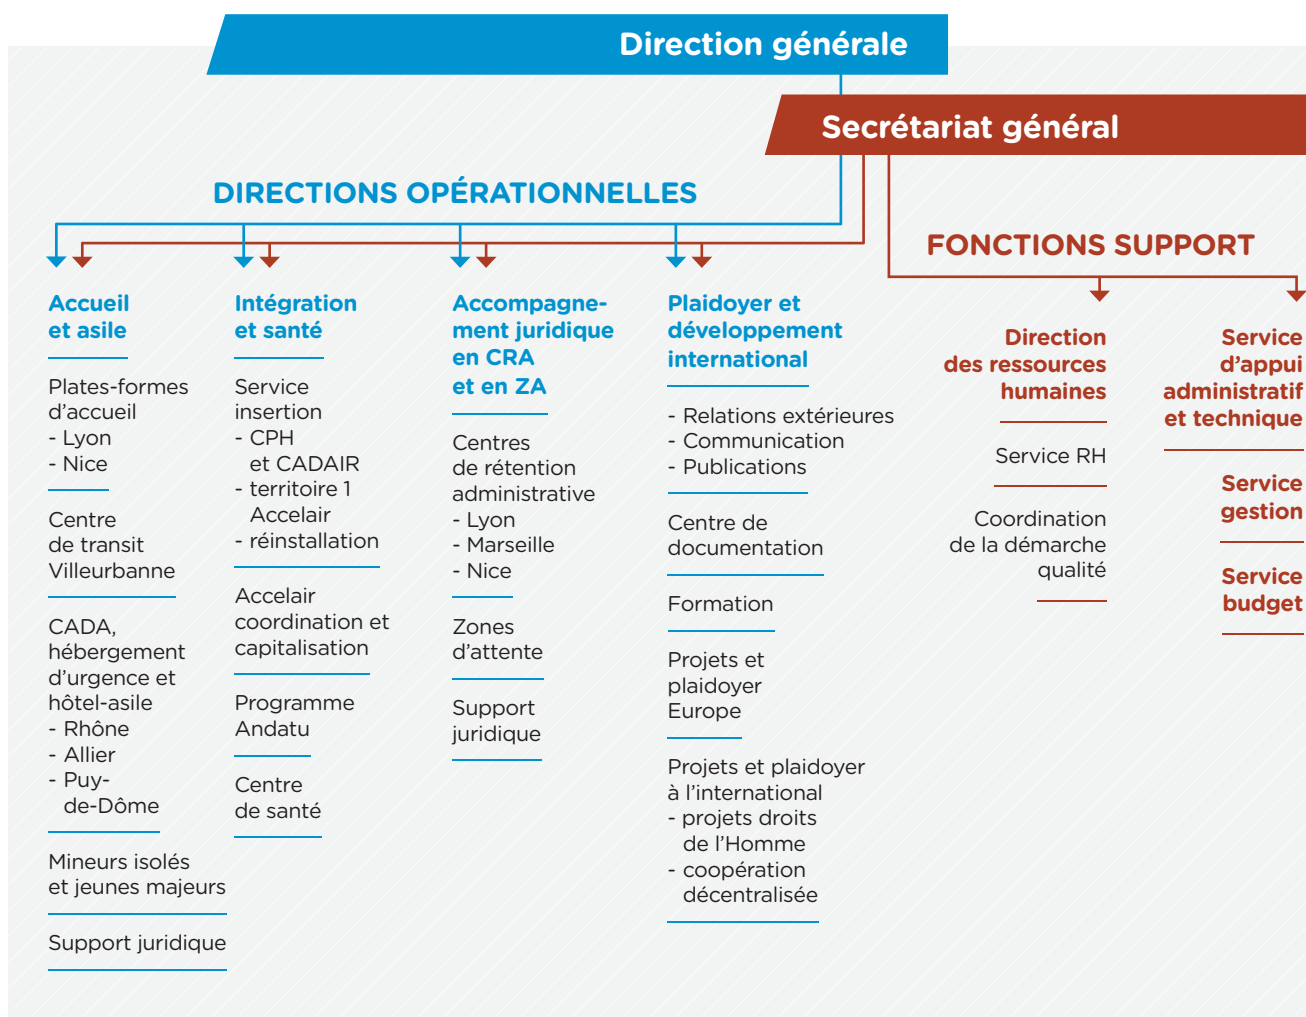 Direction générale
Secrétariat général
DIRECTIONS OPÉRATIONNELLES
Accueil
et asile
Plates-formes
d’accueil
- Lyon
- Nice
Centre
de transit
Villeurbanne
CADA,
hébergement
d’urgence et
hôtel-asile
- Rhône
- Allier
- Puy-
de-Dôme
Mineurs isolés
et jeunes majeurs
Support juridique
Intégration
et santé
Service
insertion
- CPH
et CADAIR
- territoire 1
Accelair
- réinstallation
Accelair
coordination et
capitalisation
Programme
Andatu
Centre
de santé
Accompagne-
ment juridique
en CRA
et en ZA
Centres
de rétention
administrative
- Lyon
- Marseille
- Nice
Zones
d’attente
Support
juridique
Plaidoyer et
développement
international
- Relations extérieures
- Communication
- Publications
Centre de
documentation
Formation
Projets et
plaidoyer
Europe
Projets et plaidoyer
à l’international
- projets droits
de l’Homme
- coopération
décentralisée
FONCTIONS SUPPORT
Direction
des ressources
humaines
Service RH
Coordination
de la démarche
qualité
Service
d’appui
administratif
et technique
Service
gestion
Service
budget